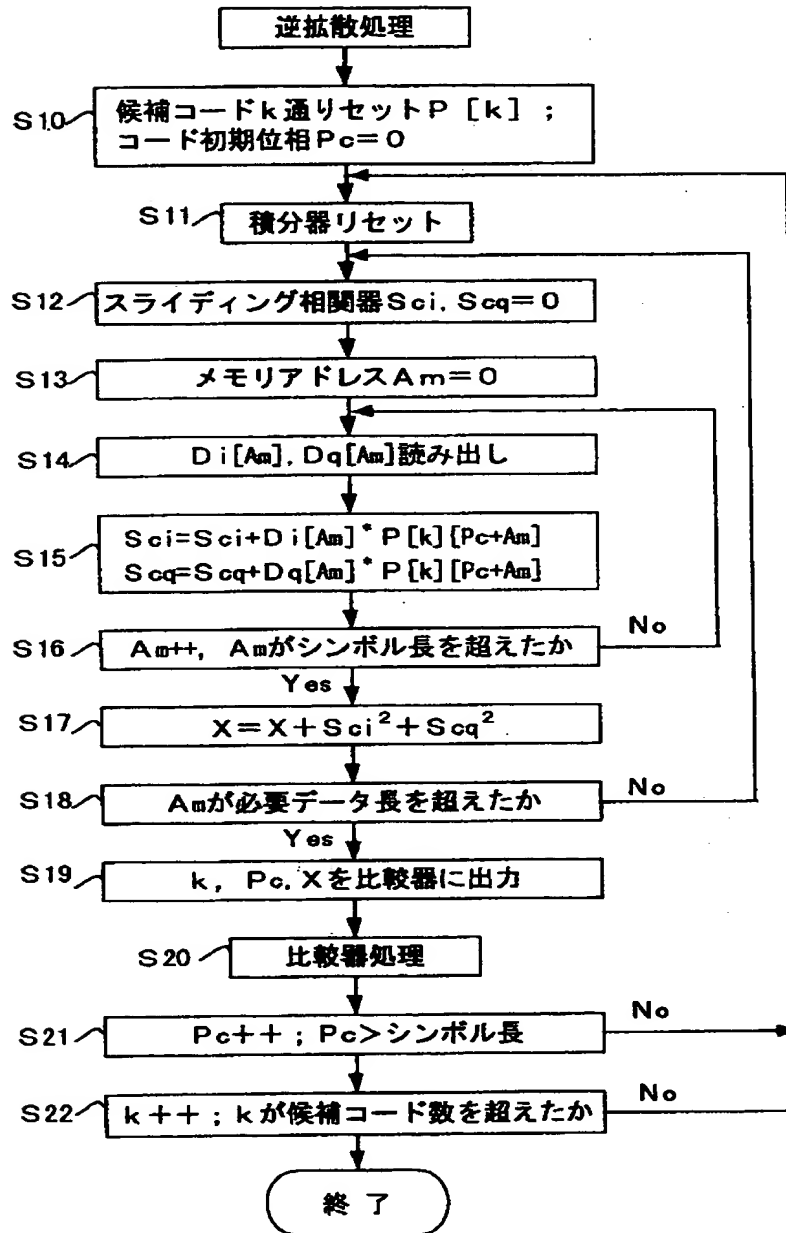 逆拡散処理
S10
候補コードk通りセットP [k] ;
コード初期位相Pc=0
S11
積分器リセット
S12
スライディング相関器Sci, Scq=0
S13
メモリアドレスAm=0
S14
Di[Am], Dq[Am]読み出し
S15
Sci=Sci+Di[Am]* P[k][Pc+Am]
Scq=Scq+Dq[Am]* P[k][Pc+Am]
S16
Am++, Amがシンボル長を超えたか
No
Yes
S17
X=X+Sci²+Scq²
S18
Amが必要データ長を超えたか
No
Yes
S19
k, Pc, Xを比較器に出力
S20
比較器処理
S21
Pc++ ; Pc>シンボル長
No
S22
k++ ; kが候補コード数を超えたか
No
終 了